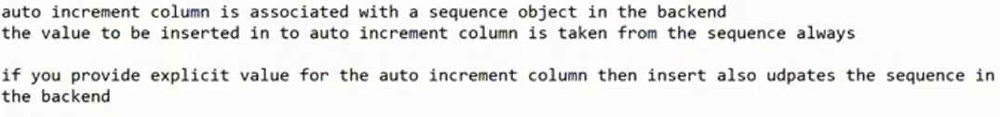 auto increment column is associated with a sequence object in the backend
the value to be inserted in to auto increment column is taken from the sequence always
if you provide explicit value for the auto increment column then insert also udpates the sequence in
the backend